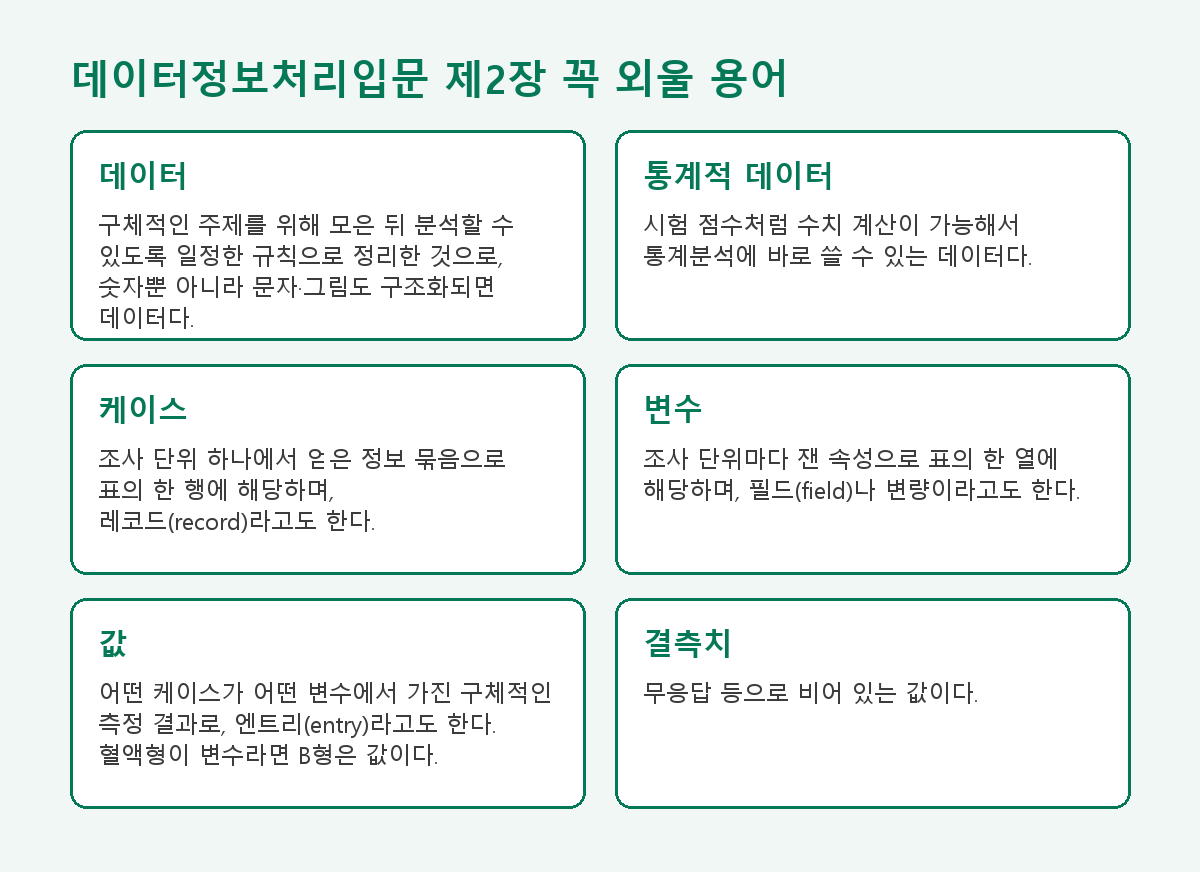 데이터정보처리입문 제2장 꼭 외울 용어
데이터
구체적인 주제를 위해 모은 뒤 분석할 수
있도록 일정한 규칙으로 정리한 것으로,
숫자뿐 아니라 문자·그림도 구조화되면
데이터다.
통계적 데이터
시험 점수처럼 수치 계산이 가능해서
통계분석에 바로 쓸 수 있는 데이터다.
케이스
조사 단위 하나에서 얻은 정보 묶음으로
표의 한 행에 해당하며,
레코드(record)라고도 한다.
변수
조사 단위마다 잰 속성으로 표의 한 열에
해당하며, 필드(field)나 변량이라고도 한다.
값
어떤 케이스가 어떤 변수에서 가진 구체적인
측정 결과로, 엔트리(entry)라고도 한다.
혈액형이 변수라면 B형은 값이다.
결측치
무응답 등으로 비어 있는 값이다.